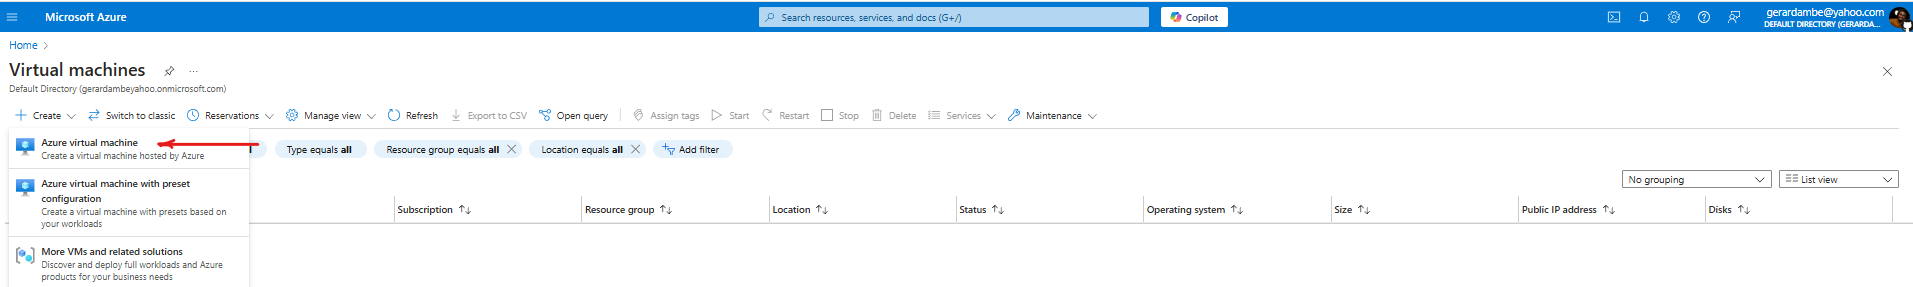 Microsoft Azure
Search resources, services, and docs (G+/)
Copilot
gerardambe@yahoo.com
DEFAULT DIRECTORY (GERARDA...
Home
Virtual machines
...
Default Directory (gerardambeyahoo.onmicrosoft.com)
Create
Switch to classic
Reservations
Manage view
Refresh
Export to CSV
Open query
Assign tags
Start
Restart
Stop
Delete
Services
Maintenance
Azure virtual machine
Create a virtual machine hosted by Azure
Type equals all
Resource group equals all
Location equals all
Add filter
Azure virtual machine with preset
configuration
Create a virtual machine with presets based on
your workloads
No grouping
List view
Subscription
Resource group
Location
Status
Operating system
Size
Public IP address
Disks
More VMs and related solutions
Discover and deploy full workloads and Azure
products for your business needs